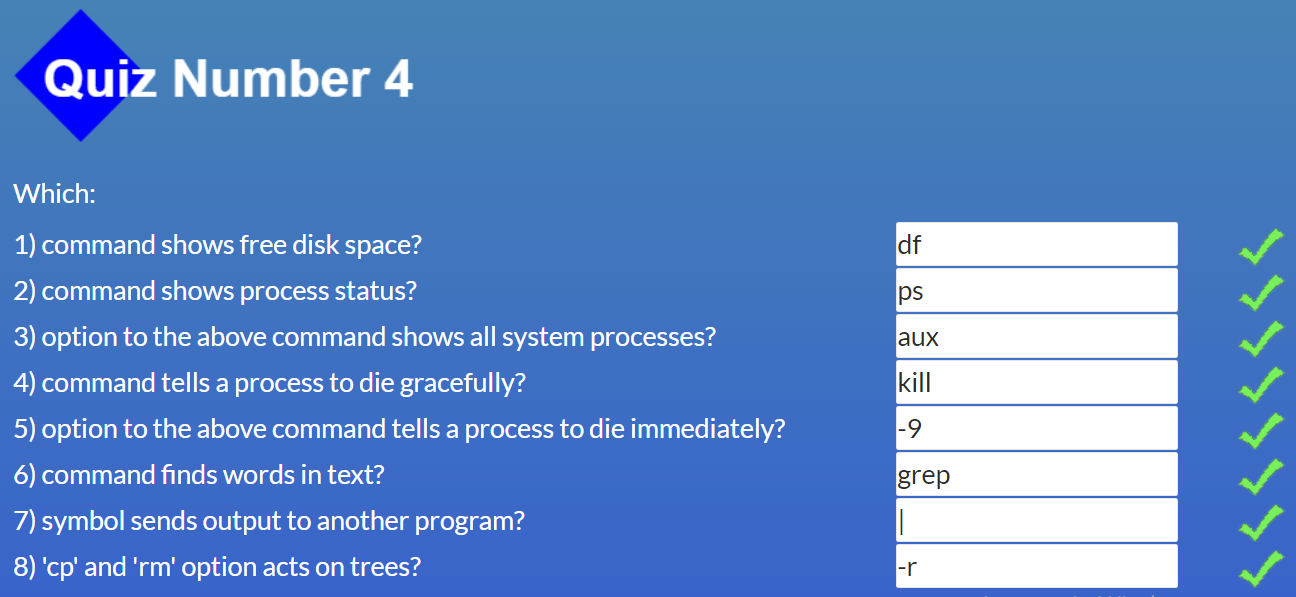 Quiz Number 4
Which:
1) command shows free disk space? df
2) command shows process status? ps
3) option to the above command shows all system processes? aux
4) command tells a process to die gracefully? kill
5) option to the above command tells a process to die immediately? -9
6) command finds words in text? grep
7) symbol sends output to another program? |
8) 'cp' and 'rm' option acts on trees? -r